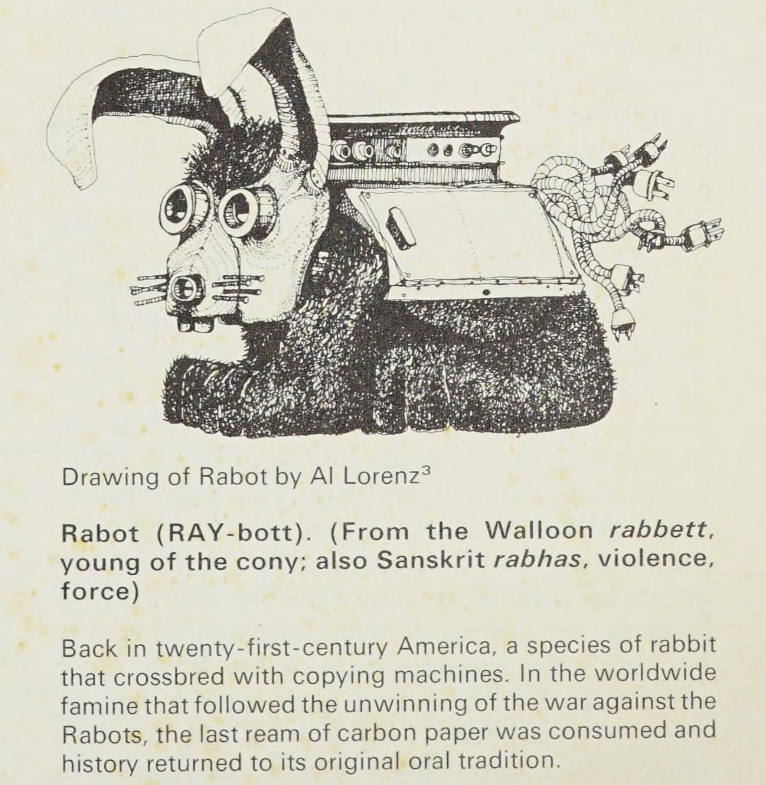 Drawing of Rabot by Al Lorenz³
Rabot (RAY-bott). (From the Walloon rabbett,
young of the cony; also Sanskrit rabhas, violence,
force)
Back in twenty-first-century America, a species of rabbit
that crossbred with copying machines. In the worldwide
famine that followed the unwinning of the war against the
Rabots, the last ream of carbon paper was consumed and
history returned to its original oral tradition.